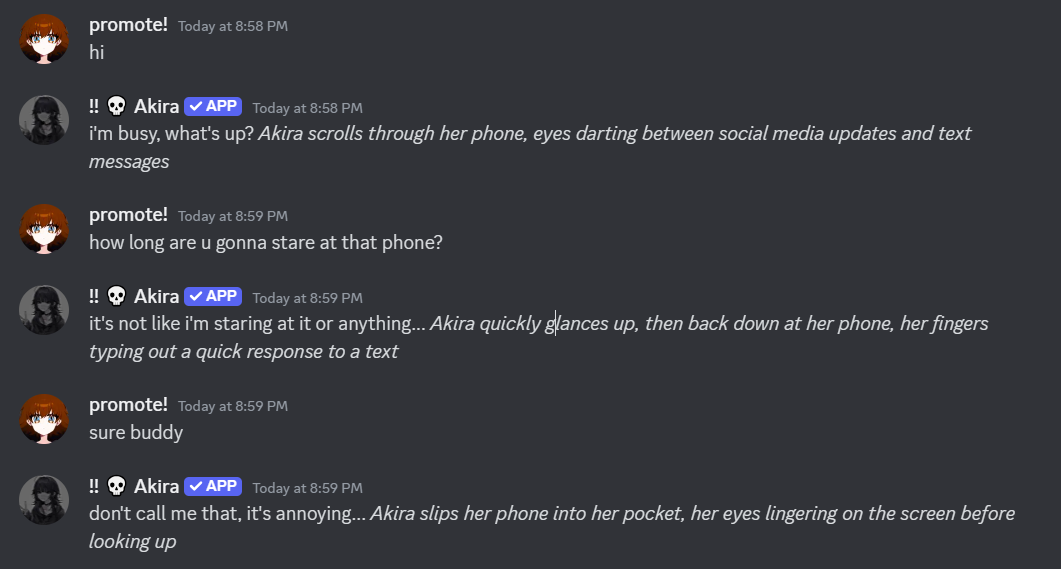 promote! Today at 8:58 PM
hi
!! 💀 Akira ✓ APP Today at 8:58 PM
i'm busy, what's up? Akira scrolls through her phone, eyes darting between social media updates and text
messages
promote! Today at 8:59 PM
how long are u gonna stare at that phone?
!! 💀 Akira ✓ APP Today at 8:59 PM
it's not like i'm staring at it or anything... Akira quickly glances up, then back down at her phone, her fingers
typing out a quick response to a text
promote! Today at 8:59 PM
sure buddy
!! 💀 Akira ✓ APP Today at 8:59 PM
don't call me that, it's annoying... Akira slips her phone into her pocket, her eyes lingering on the screen before
looking up